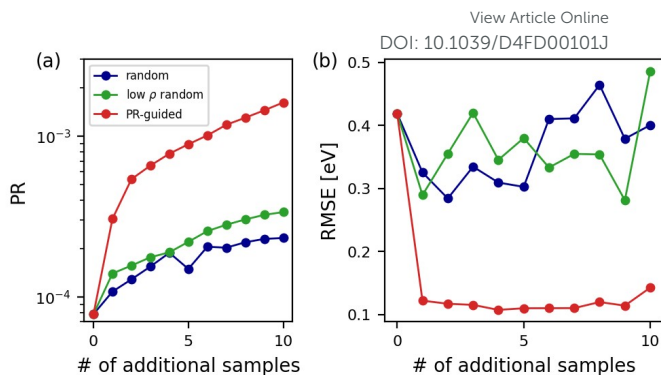 View Article Online
DOI: 10.1039/D4FD00101J
(a)
random
low ρ random
PR-guided
10⁻³
10⁻⁴
PR
0
5
10
# of additional samples
(b)
0.5
0.4
0.3
0.2
0.1
RMSE [eV]
0
5
10
# of additional samples